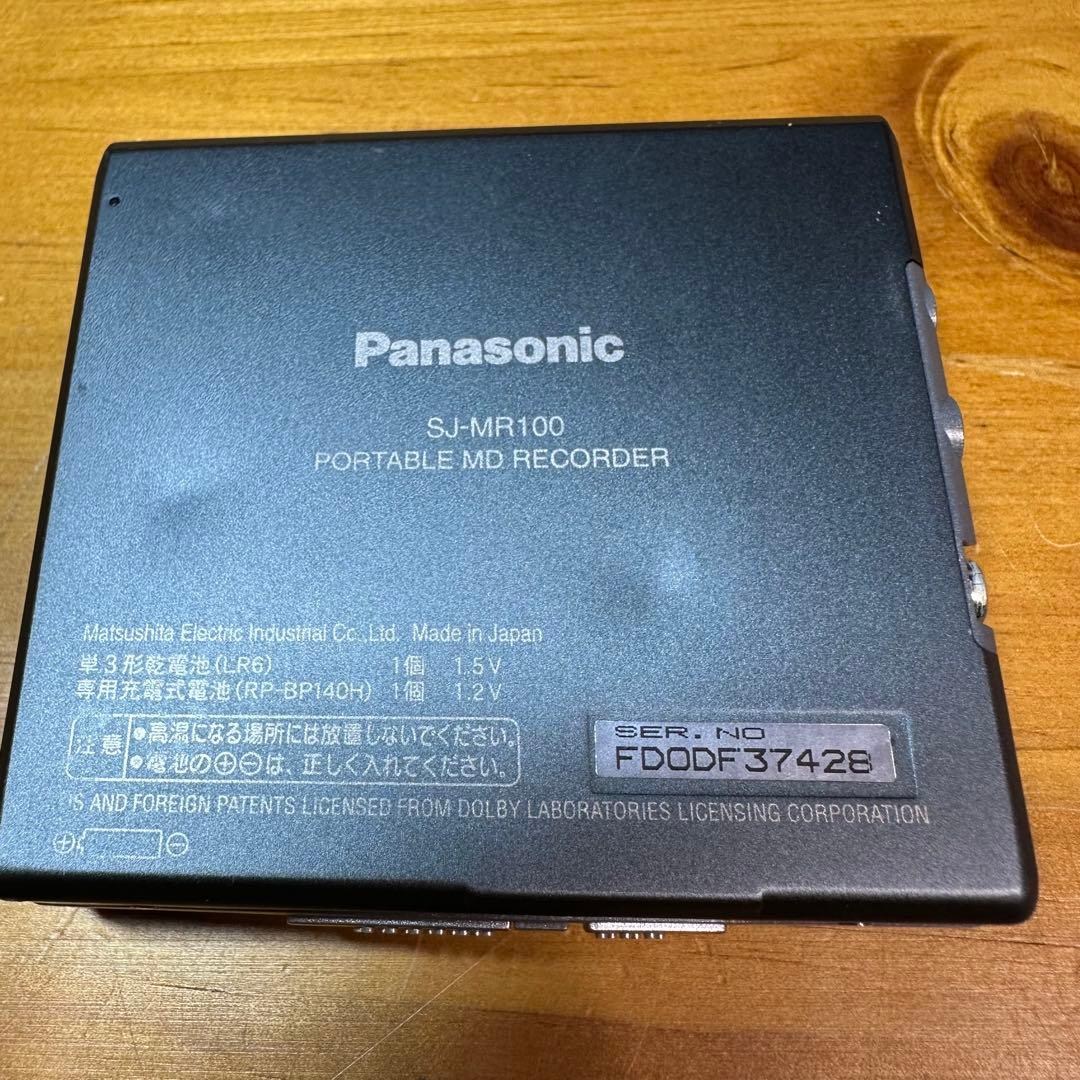 Panasonic
SJ-MR100
PORTABLE MD RECORDER
Matsushita Electric Industrial Co.,Ltd. Made in Japan
単3形乾電池(LR6) 1個 1.5V
専用充電式電池(RP-BP140H) 1個 1.2V
注意
●高温になる場所には放置しないでください。
●電池の⊕⊖は、正しく入れてください。
SER. NO
FD0DF37428
'S AND FOREIGN PATENTS LICENSED FROM DOLBY LABORATORIES LICENSING CORPORATION
⊕ ⊖